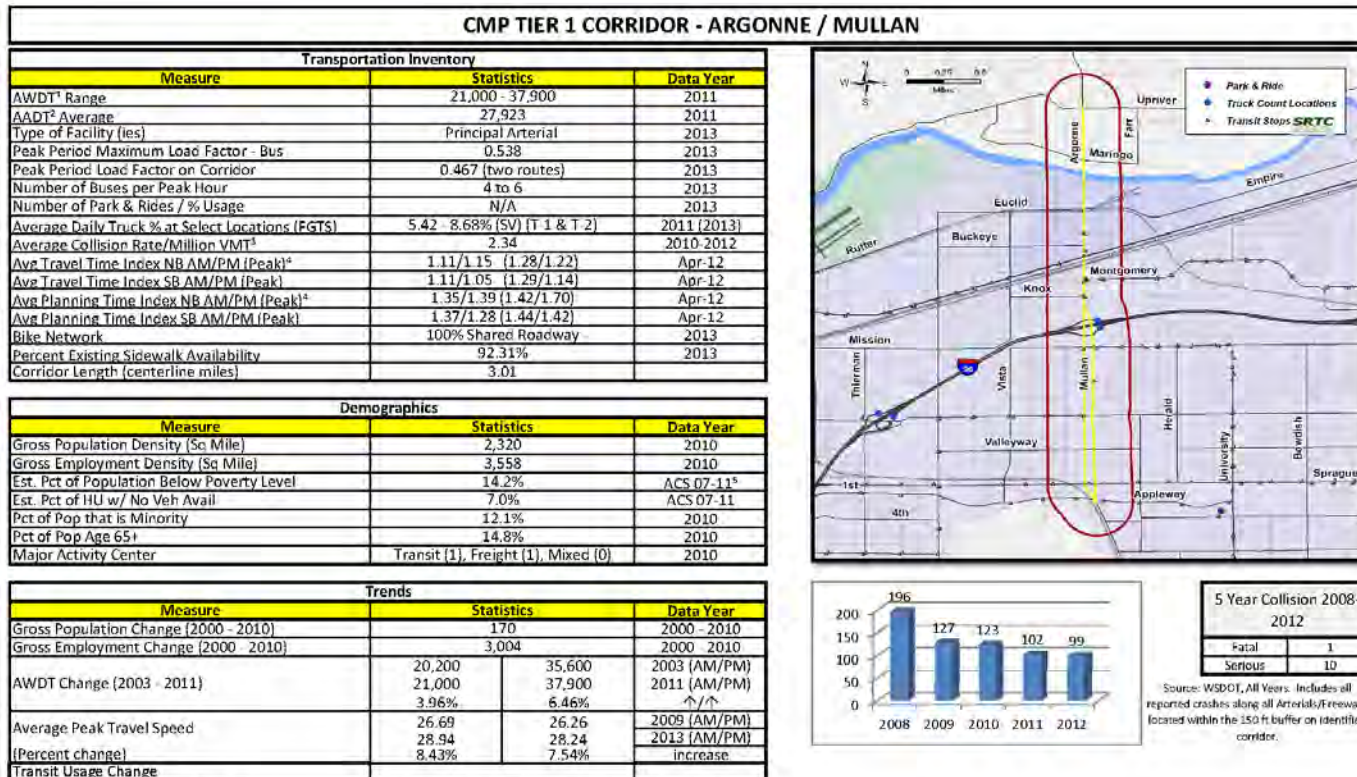 CMP TIER 1 CORRIDOR - ARGONNE / MULLAN
Transportation Inventory
Measure Statistics Data Year
AWDT¹ Range 21,000 - 37,900 2011
AADT² Average 27,923 2011
Type of Facility (ies) Principal Arterial 2013
Peak Period Maximum Load Factor - Bus 0.538 2013
Peak Period Load Factor on Corridor 0.467 (two routes) 2013
Number of Buses per Peak Hour 4 to 6 2013
Number of Park & Rides / % Usage N/A 2013
Average Daily Truck % at Select Locations (FGTS) 5.42 - 8.68% (SV) (T-1 & T-2) 2011 (2013)
Average Collision Rate/Million VMT³ 2.34 2010-2012
Avg Travel Time Index NB AM/PM (Peak)⁴ 1.11/1.15 (1.28/1.22) Apr-12
Avg Travel Time Index SB AM/PM (Peak) 1.11/1.05 (1.29/1.14) Apr-12
Avg Planning Time Index NB AM/PM (Peak)⁴ 1.35/1.39 (1.42/1.70) Apr-12
Avg Planning Time Index SB AM/PM (Peak) 1.37/1.28 (1.44/1.42) Apr-12
Bike Network 100% Shared Roadway 2013
Percent Existing Sidewalk Availability 92.31% 2013
Corridor Length (centerline miles) 3.01
Demographics
Measure Statistics Data Year
Gross Population Density (Sq Mile) 2,320 2010
Gross Employment Density (Sq Mile) 3,558 2010
Est. Pct of Population Below Poverty Level 14.2% ACS 07-11⁵
Est. Pct of HU w/ No Veh Avail 7.0% ACS 07-11
Pct of Pop that is Minority 12.1% 2010
Pct of Pop Age 65+ 14.8% 2010
Major Activity Center Transit (1), Freight (1), Mixed (0) 2010
Trends
Measure Statistics Data Year
Gross Population Change (2000 - 2010) 170 2000 - 2010
Gross Employment Change (2000 - 2010) 3,004 2000 - 2010
20,200 35,600 2003 (AM/PM)
AWDT Change (2003 - 2011) 21,000 37,900 2011 (AM/PM)
3.96% 6.46% ↑/↑
Average Peak Travel Speed 26.69 26.26 2009 (AM/PM)
28.94 28.24 2013 (AM/PM)
(Percent change) 8.43% 7.54% increase
Transit Usage Change
N
W E
S
0 0.25 0.5
Miles
Park & Ride
Truck Count Locations
Transit Stops SRTC
Upriver
Argonne
Farr
Maringo
Empire
Euclid
Rutter
Buckeye
Montgomery
Knox
Mission
90
Thierman
Vista
Mullan
Herald
University
Bowdish
Valleyway
Sprague
1st
Appleway
4th
200
150
100
50
0
196
127
123
102
99
2008 2009 2010 2011 2012
5 Year Collision 2008-
2012
Fatal 1
Serious 10
Source: WSDOT, All Years. Includes all
reported crashes along all Arterials/Freewa
located within the 150 ft buffer on identifie
corridor.